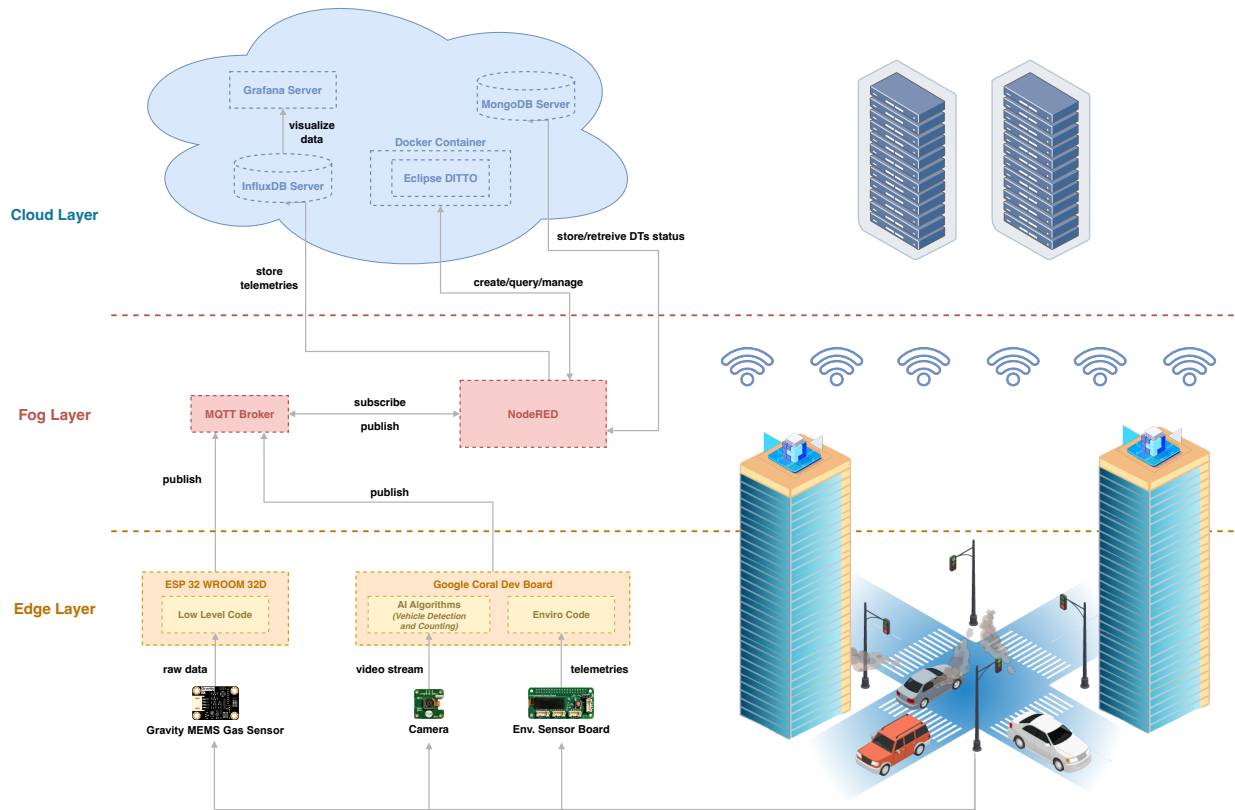 Grafana Server
MongoDB Server
visualize
data
Docker Container
InfluxDB Server
Eclipse DITTO
Cloud Layer
store/retreive DTs status
store
telemetries
create/query/manage
Fog Layer
MQTT Broker
subscribe
publish
NodeRED
publish
publish
Edge Layer
ESP 32 WROOM 32D
Low Level Code
Google Coral Dev Board
AI Algorithms
(Vehicle Detection
and Counting)
Enviro Code
raw data
video stream
telemetries
Gravity MEMS Gas Sensor
Camera
Env. Sensor Board